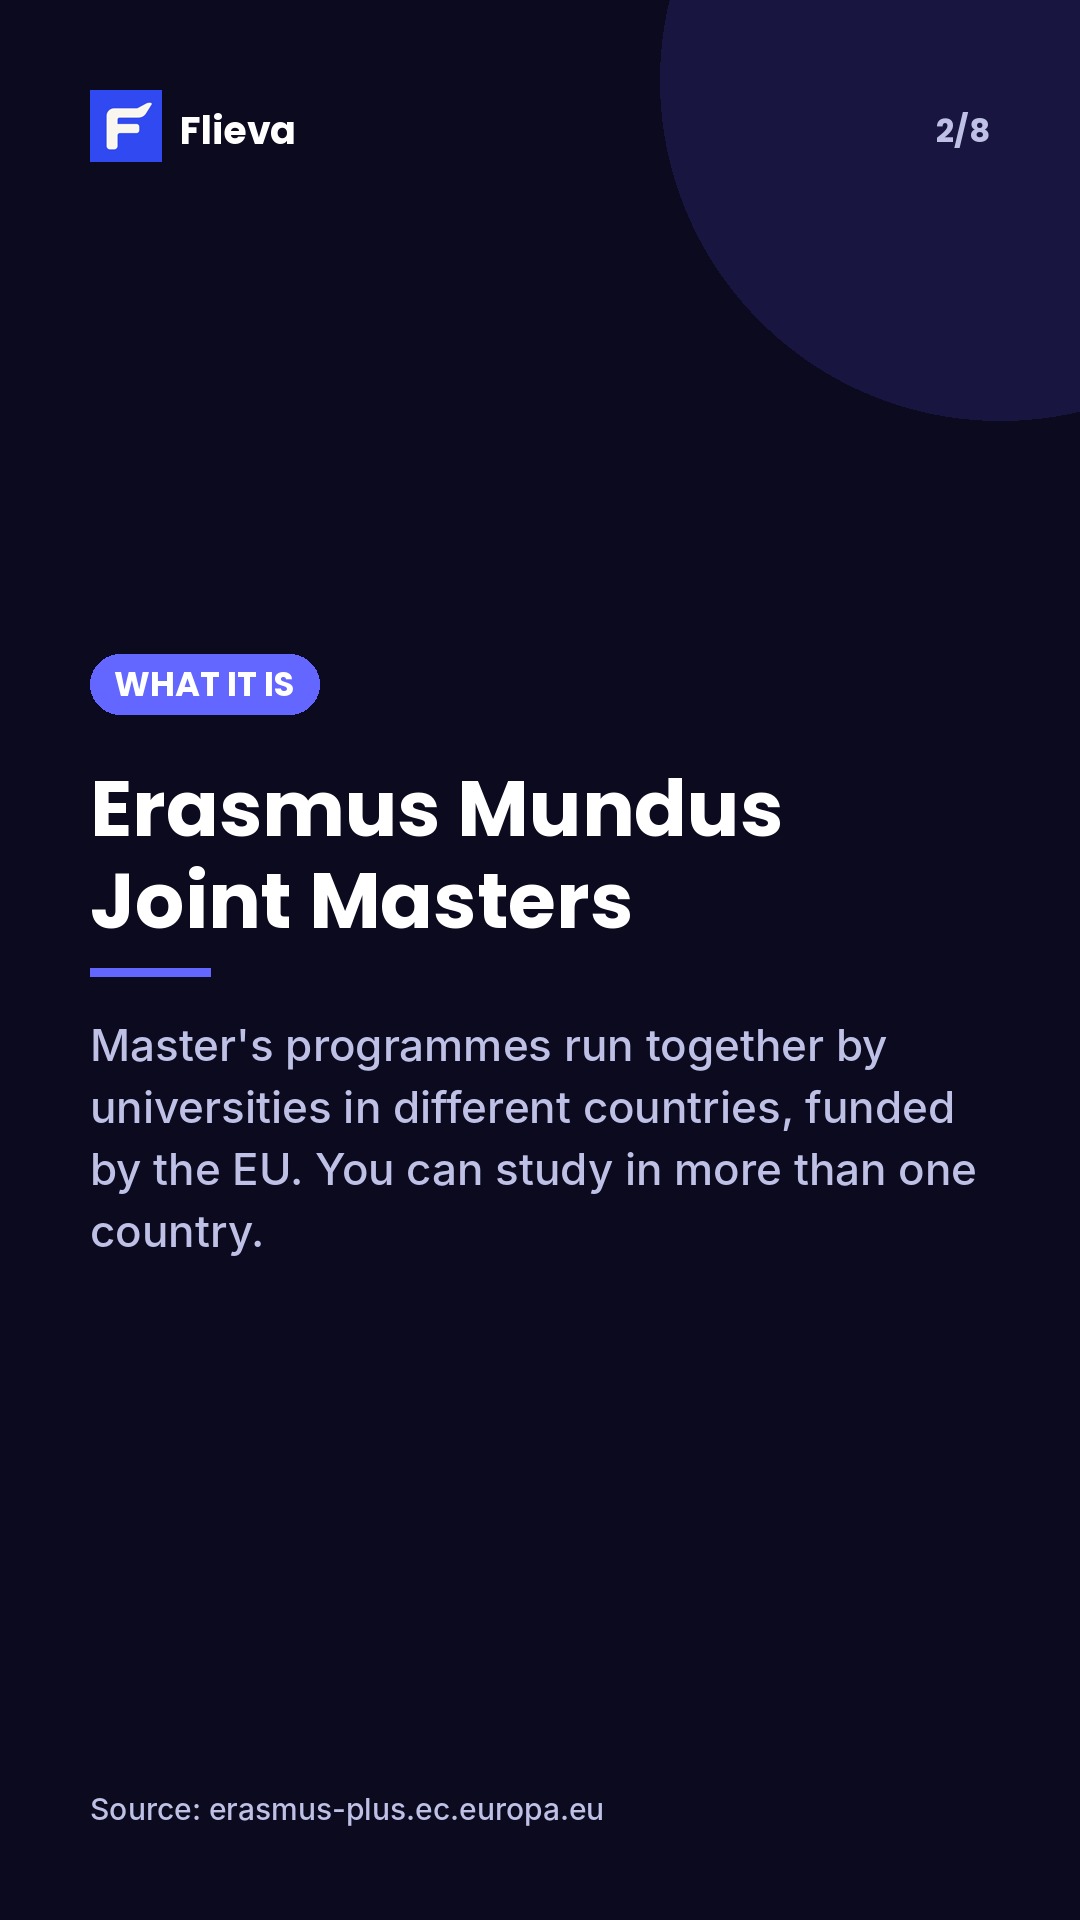 Flieva
2/8
WHAT IT IS
Erasmus Mundus
Joint Masters
Master's programmes run together by
universities in different countries, funded
by the EU. You can study in more than one
country.
Source: erasmus-plus.ec.europa.eu